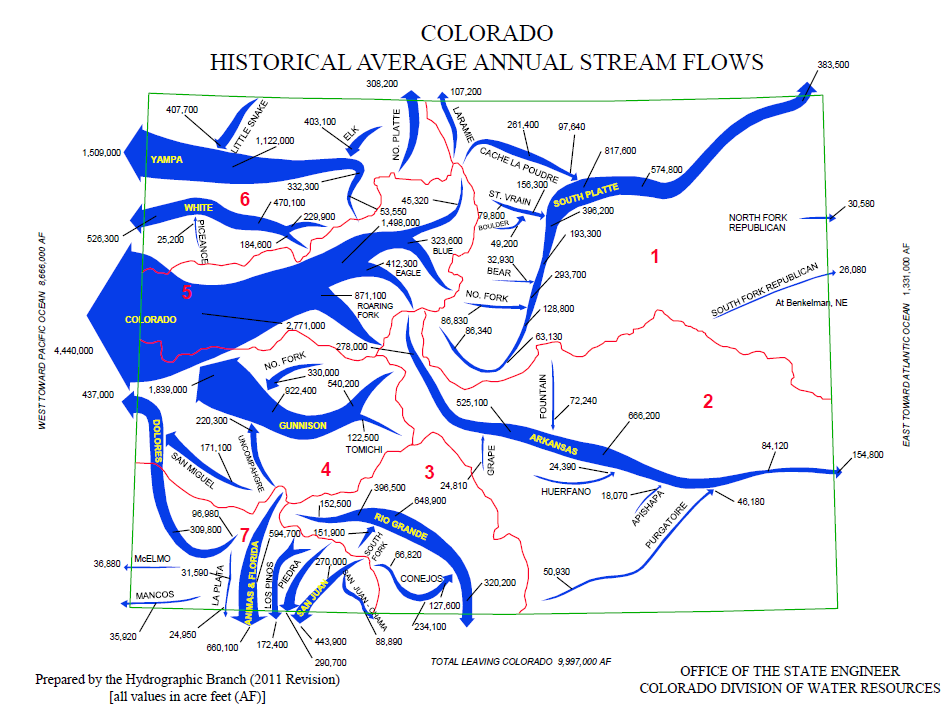 COLORADO
HISTORICAL AVERAGE ANNUAL STREAM FLOWS
383,500
308,200
107,200
407,700
LITTLE SNAKE
403,100
ELK
NO. PLATTE
LARAMIE
261,400
97,640
817,600
574,800
1,122,000
1,509,000
YAMPA
CACHE LA POUDRE
332,300
6
WHITE
470,100
229,900
53,550
45,320
1,498,000
ST. VRAIN
156,300
SOUTH PLATTE
396,200
79,800
BOULDER
NORTH FORK
REPUBLICAN
30,580
526,300
25,200
PICEANCE
184,600
323,600
BLUE
49,200
193,300
1
412,300
EAGLE
32,930
BEAR
293,700
SOUTH FORK REPUBLICAN
26,080
At Benkelman, NE
5
871,100
ROARING
FORK
NO. FORK
86,830
86,340
128,800
COLORADO
2,771,000
278,000
63,130
4,440,000
WEST TOWARD PACIFIC OCEAN 8,666,000 AF
EAST TOWARD ATLANTIC OCEAN 1,331,000 AF
NO. FORK
330,000
922,400
540,200
1,839,000
437,000
FOUNTAIN
72,240
2
525,100
666,200
220,300
GUNNISON
122,500
TOMICHI
DOLORES
171,100
SAN MIGUEL
UNCOMPAHGRE
4
3
ARKANSAS
84,120
154,800
GRAPE
24,810
24,390
HUERFANO
18,070
APISHAPA
PURGATOIRE
46,180
396,500
648,900
152,500
RIO GRANDE
96,980
309,800
7
594,700
151,900
SOUTH
FORK
66,820
McELMO
36,880
31,590
LA PLATA
ANIMAS & FLORIDA
LOS PINOS
PIEDRA
270,000
SAN JUAN
SAN JUAN - CHAMA
CONEJOS
320,200
50,930
MANCOS
127,600
35,920
24,950
660,100
172,400
443,900
290,700
88,890
234,100
TOTAL LEAVING COLORADO 9,997,000 AF
Prepared by the Hydrographic Branch (2011 Revision)
[all values in acre feet (AF)]
OFFICE OF THE STATE ENGINEER
COLORADO DIVISION OF WATER RESOURCES